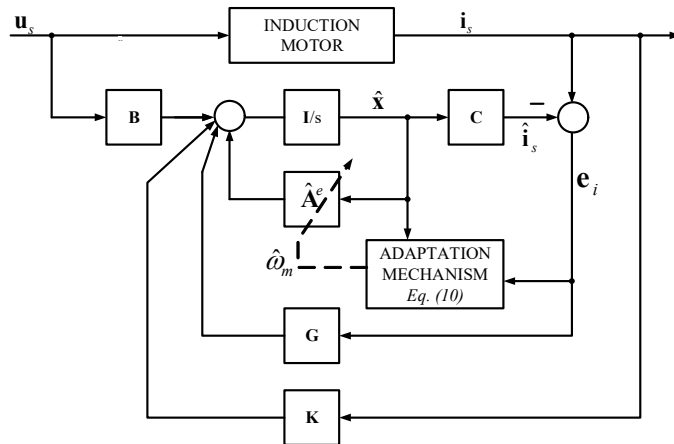 u_s
INDUCTION
MOTOR
i_s
B
I/s
x̂
C
−
î_s
e_i
Â^e
ω̂_m
ADAPTATION
MECHANISM
Eq. (10)
G
K